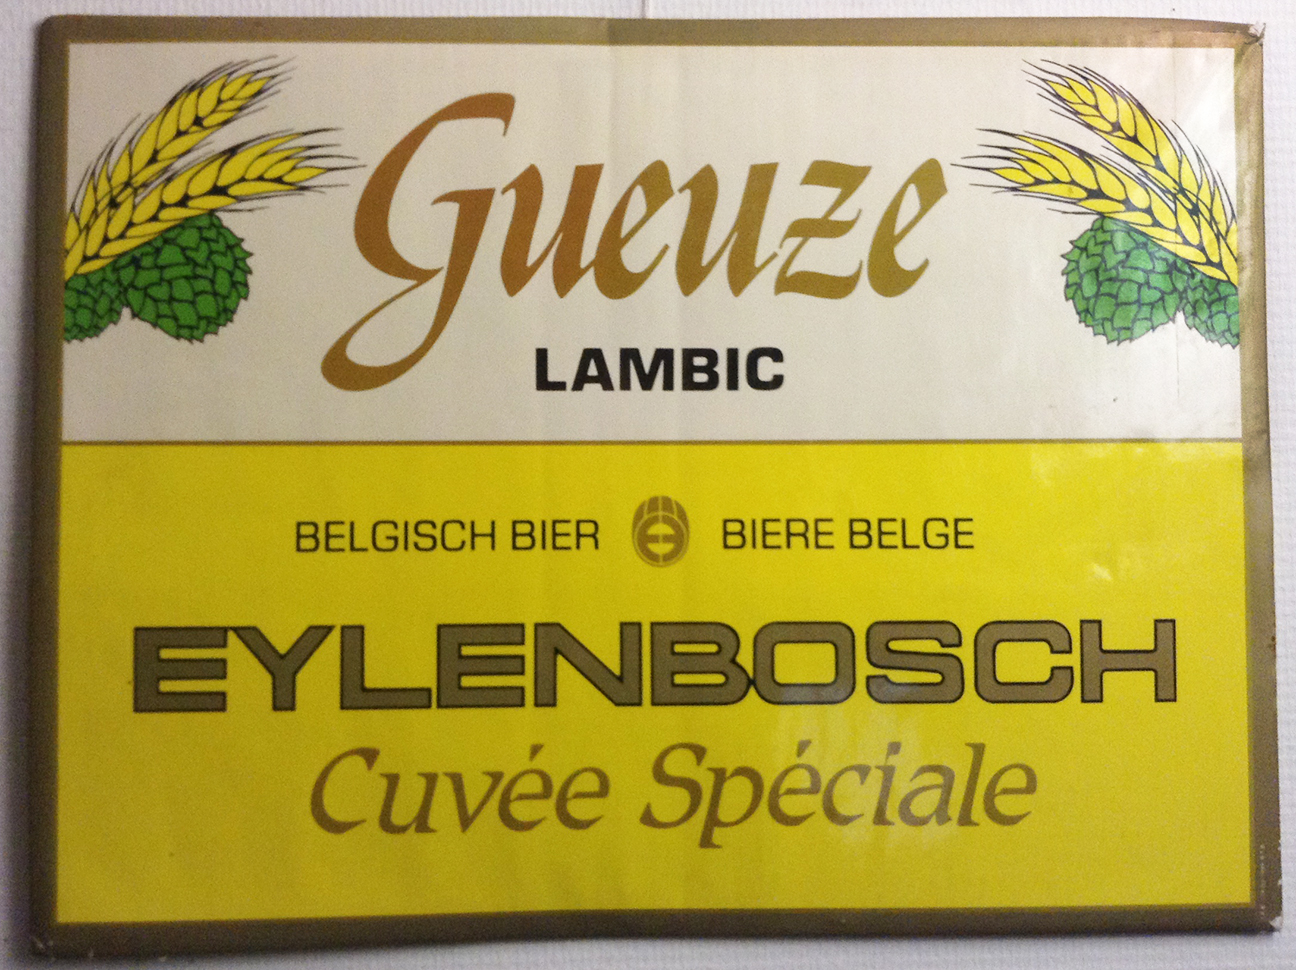 Gueuze
LAMBIC
BELGISCH BIER BIERE BELGE
EYLENBOSCH
Cuvée Spéciale